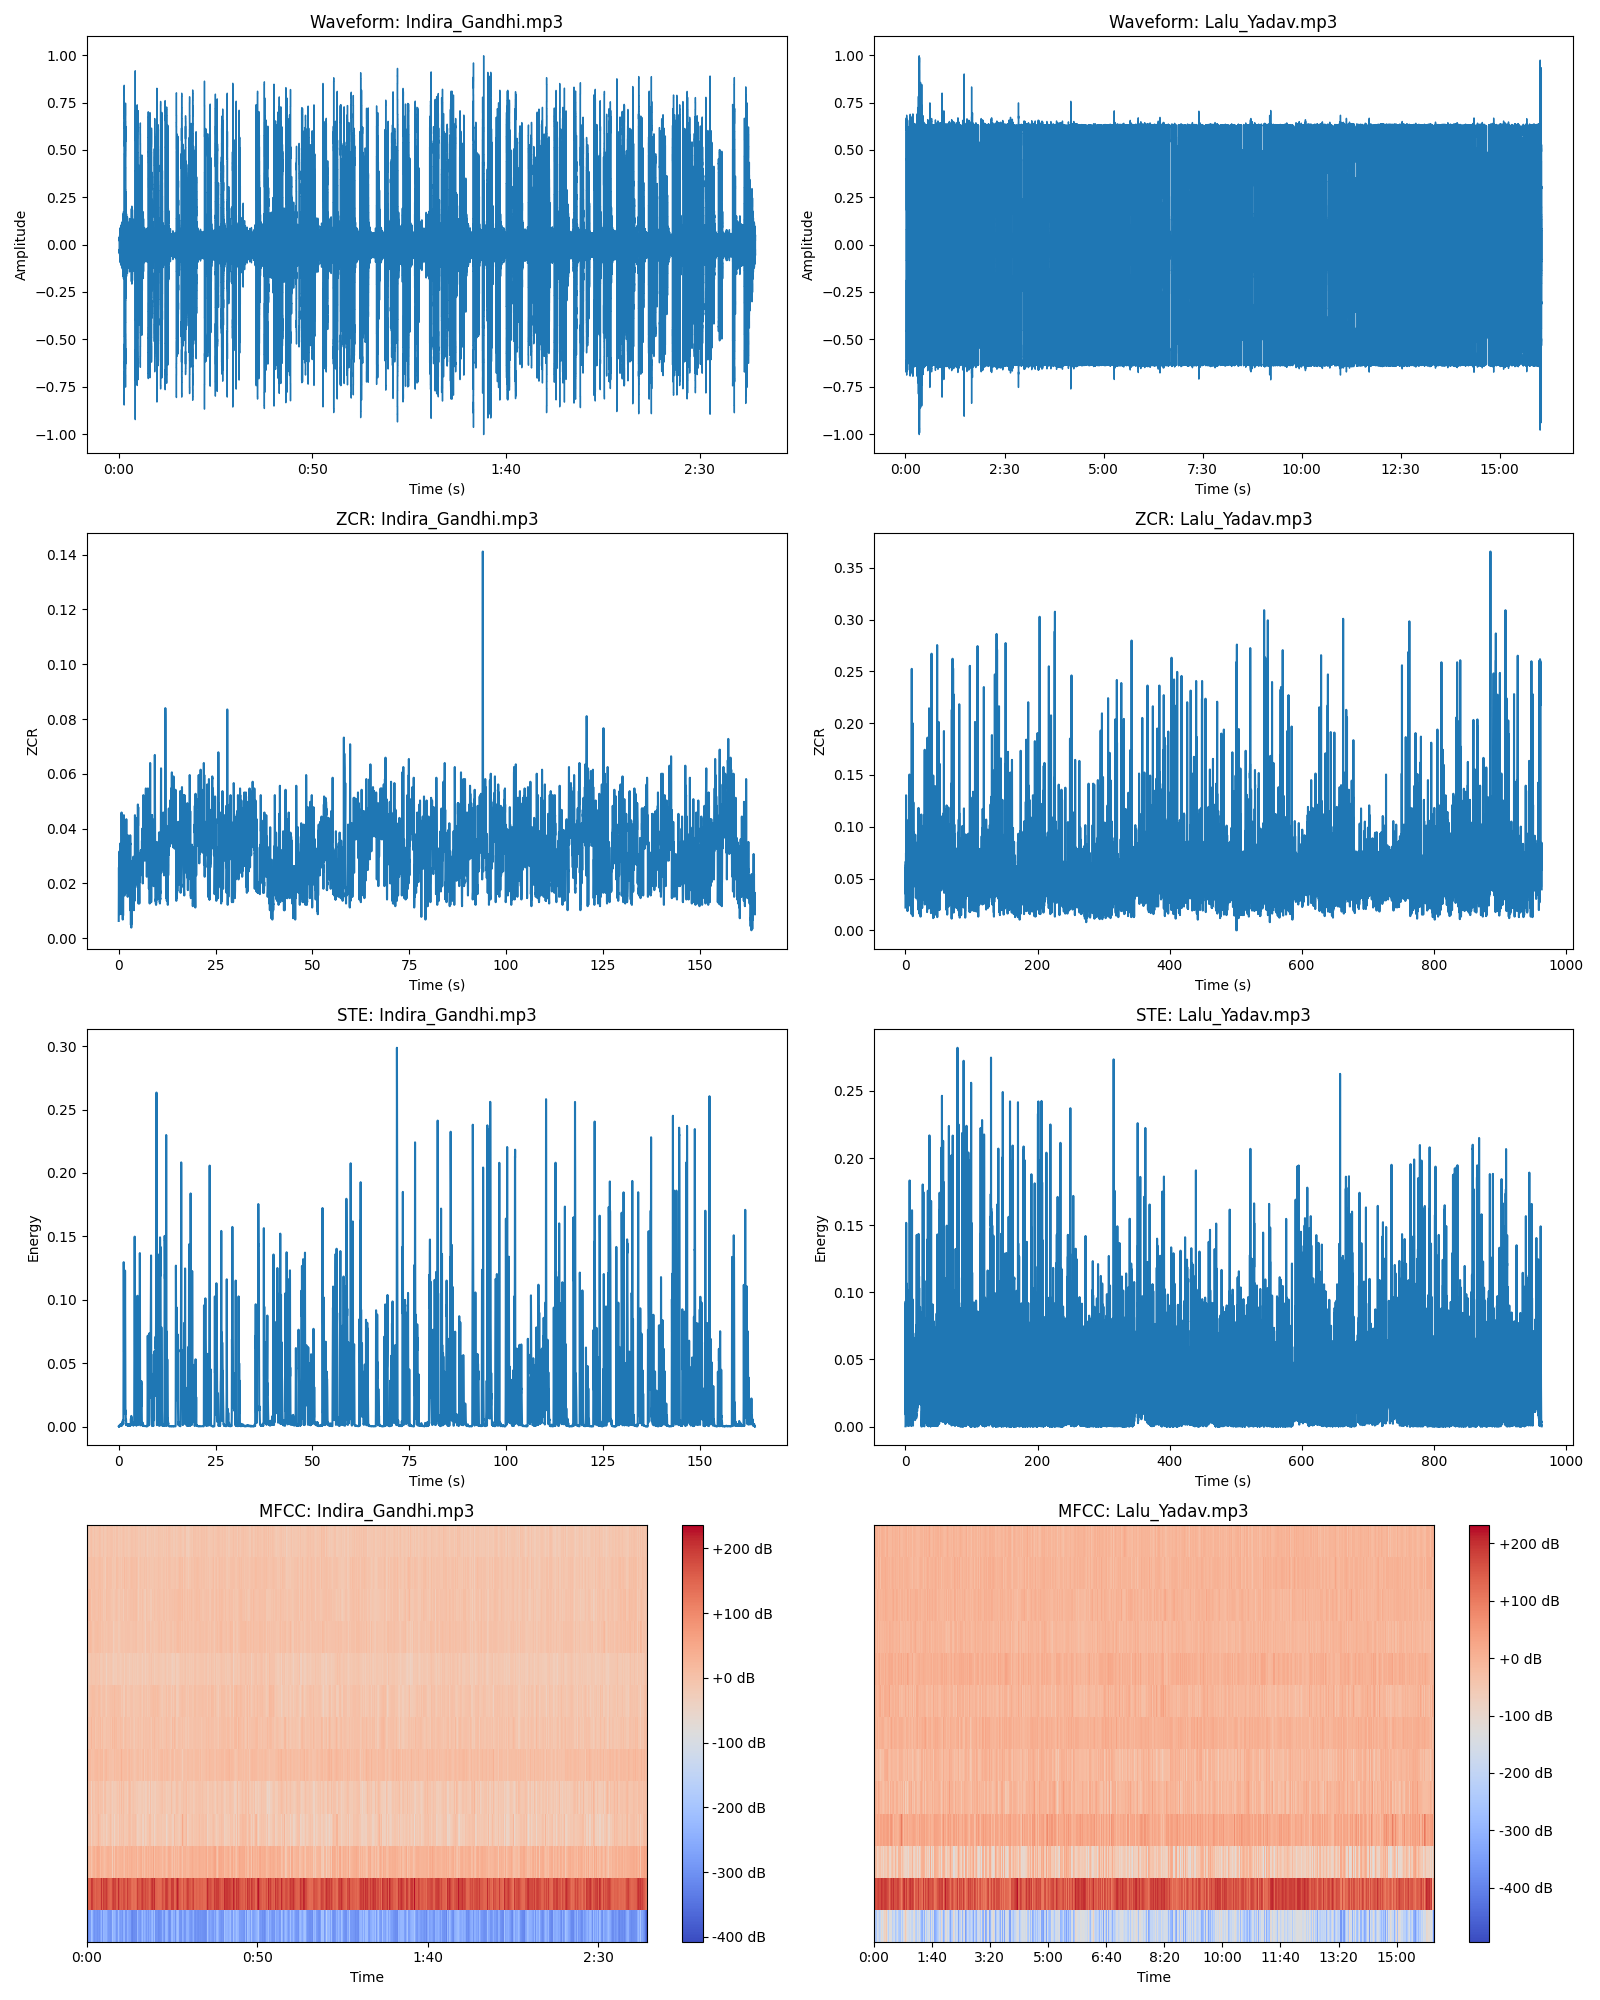 Waveform: Indira_Gandhi.mp3
Waveform: Lalu_Yadav.mp3
1.00
0.75
0.50
0.25
0.00
−0.25
−0.50
−0.75
−1.00
Amplitude
0:00 0:50 1:40 2:30
Time (s)
1.00
0.75
0.50
0.25
0.00
−0.25
−0.50
−0.75
−1.00
Amplitude
0:00 2:30 5:00 7:30 10:00 12:30 15:00
Time (s)
ZCR: Indira_Gandhi.mp3
0.14
0.12
0.10
0.08
0.06
0.04
0.02
0.00
ZCR
0 25 50 75 100 125 150
Time (s)
ZCR: Lalu_Yadav.mp3
0.35
0.30
0.25
0.20
0.15
0.10
0.05
0.00
ZCR
0 200 400 600 800 1000
Time (s)
STE: Indira_Gandhi.mp3
0.30
0.25
0.20
0.15
0.10
0.05
0.00
Energy
0 25 50 75 100 125 150
Time (s)
STE: Lalu_Yadav.mp3
0.25
0.20
0.15
0.10
0.05
0.00
Energy
0 200 400 600 800 1000
Time (s)
MFCC: Indira_Gandhi.mp3
+200 dB
+100 dB
+0 dB
-100 dB
-200 dB
-300 dB
-400 dB
0:00 0:50 1:40 2:30
Time
MFCC: Lalu_Yadav.mp3
+200 dB
+100 dB
+0 dB
-100 dB
-200 dB
-300 dB
-400 dB
0:00 1:40 3:20 5:00 6:40 8:20 10:00 11:40 13:20 15:00
Time